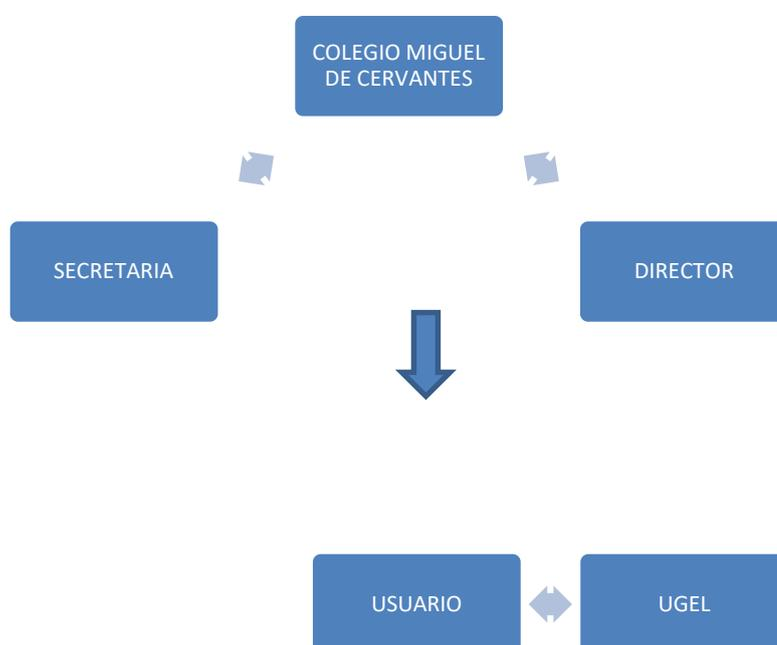 COLEGIO MIGUEL
DE CERVANTES
SECRETARIA
DIRECTOR
USUARIO
UGEL